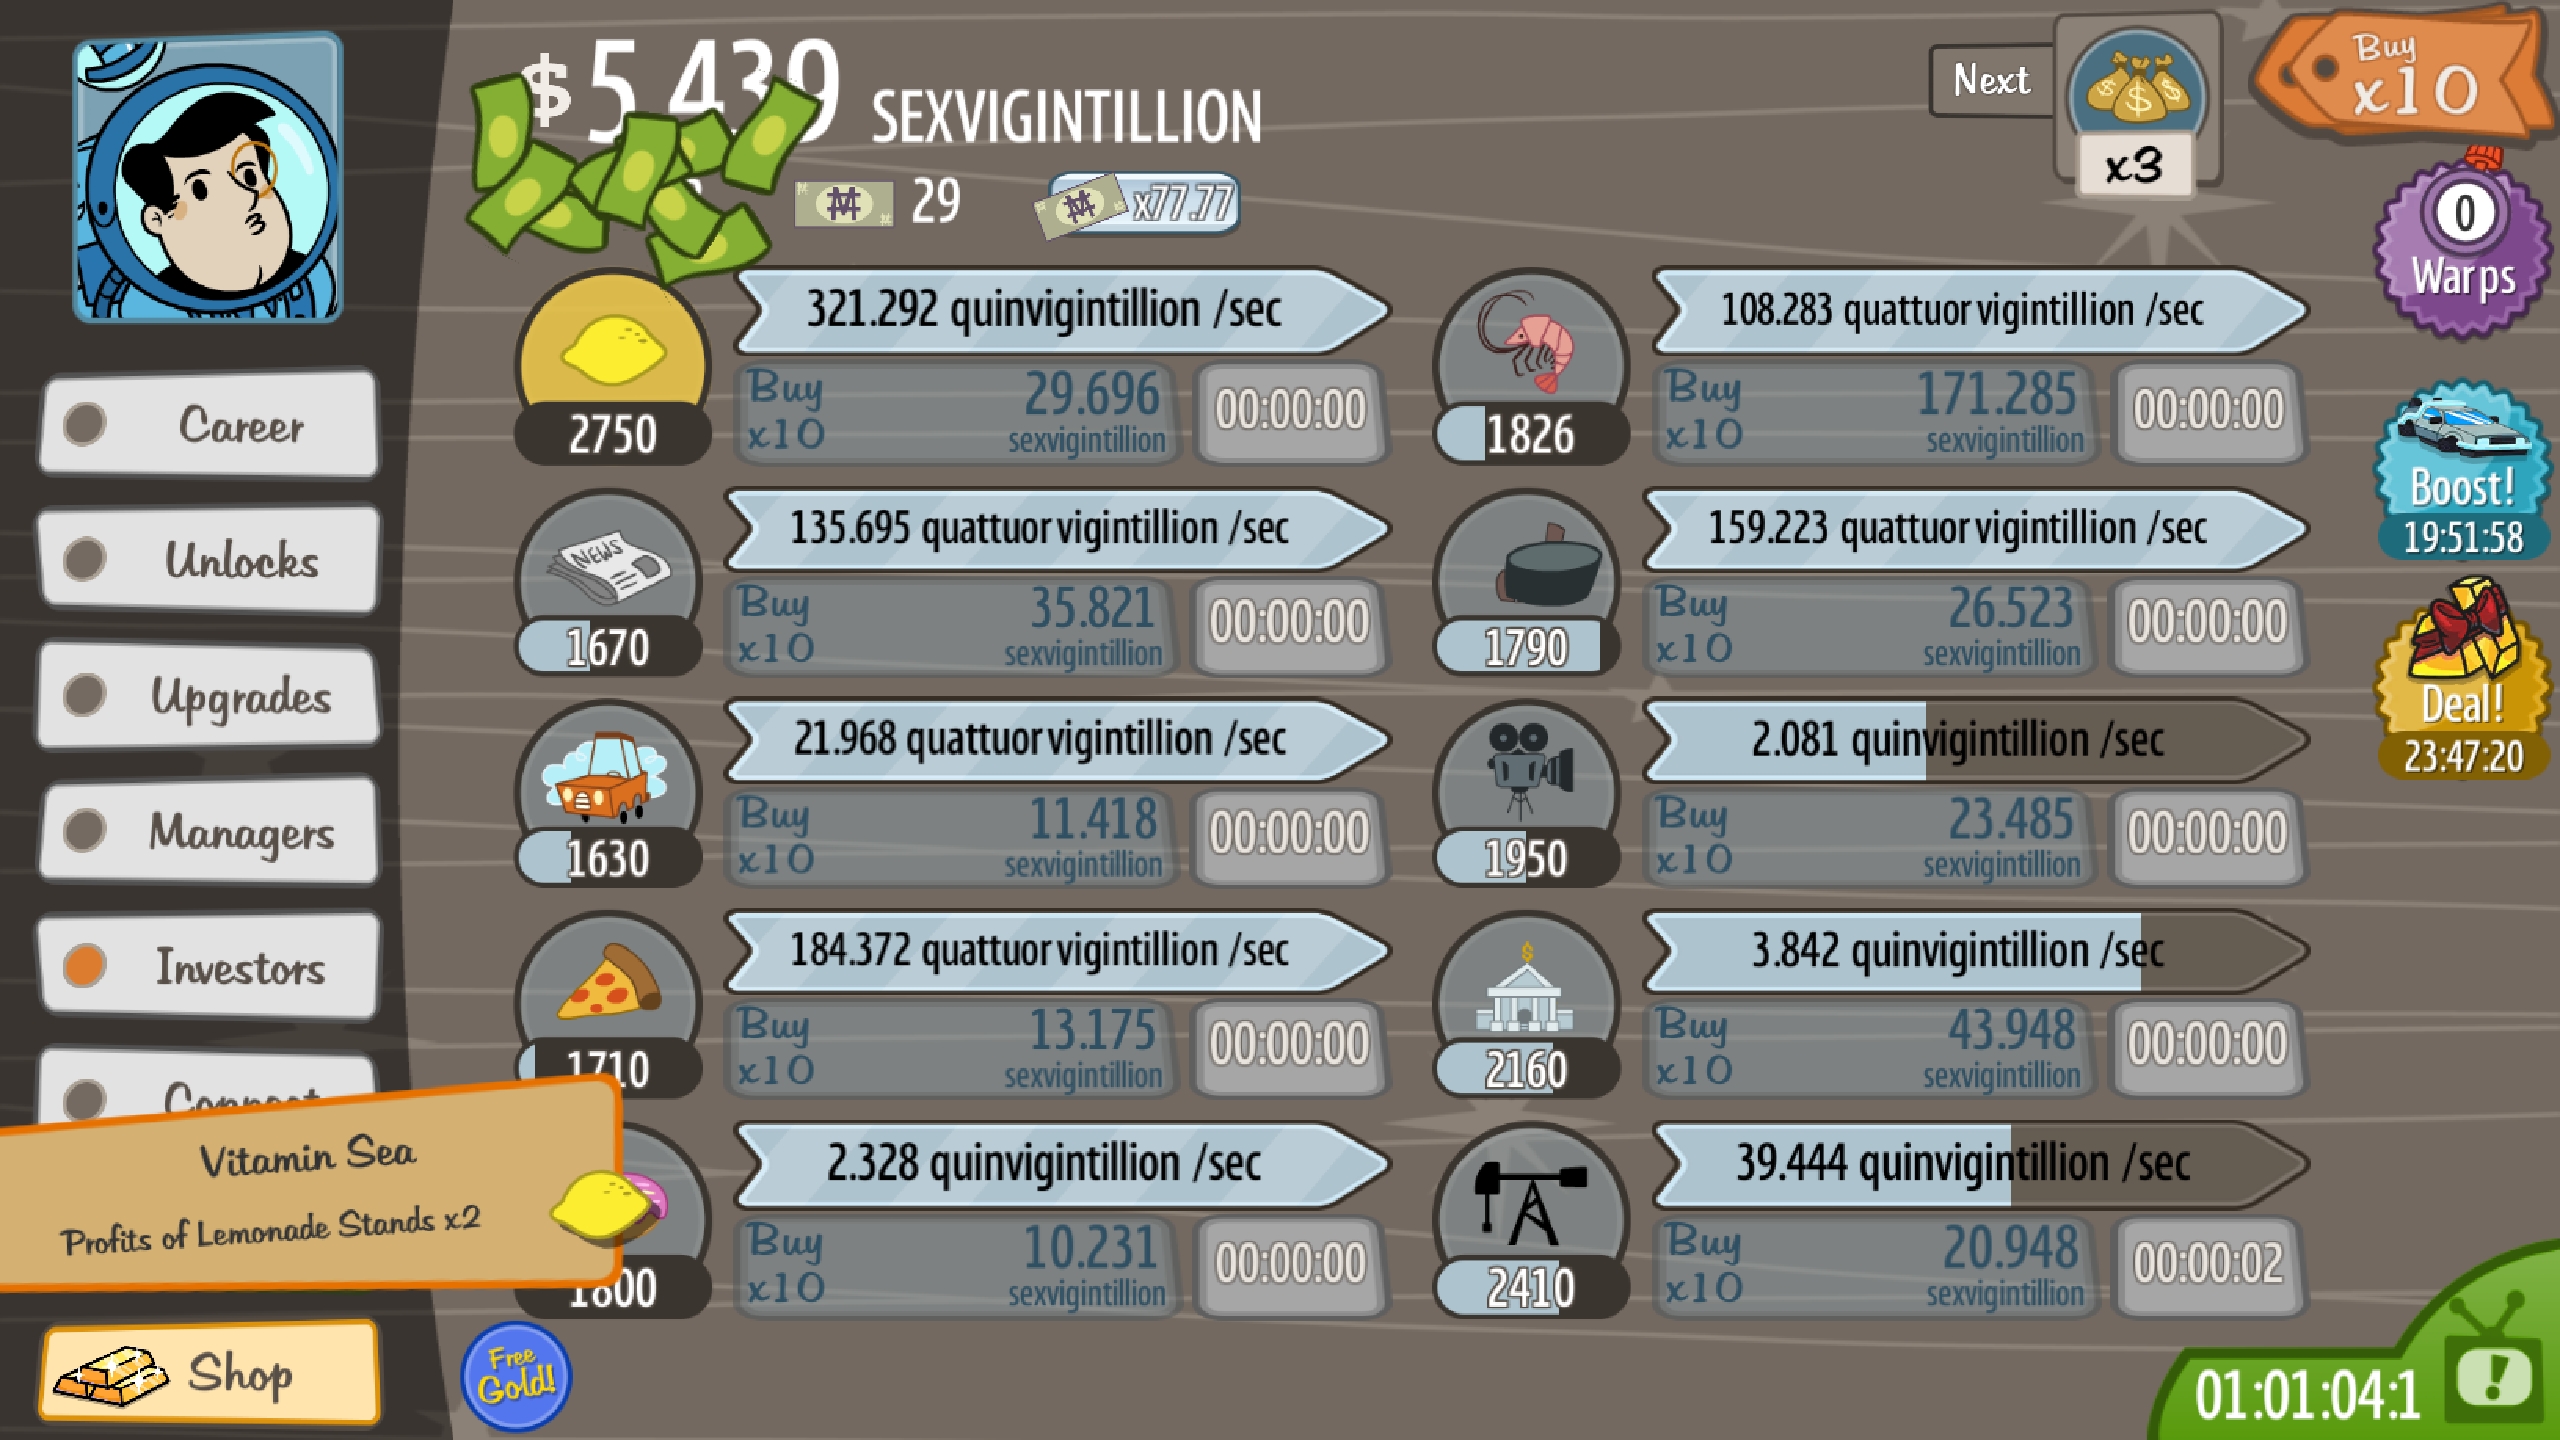 $ 5.439 SEXVIGINTILLION
Next
x3
Buy
x10
29
x77.77
0
Warps
321.292 quinvigintillion /sec
Buy
x10
29.696
sexvigintillion
00:00:00
2750
108.283 quattuorvigintillion /sec
Buy
x10
171.285
sexvigintillion
00:00:00
1826
Career
Boost!
19:51:58
NEWS
135.695 quattuorvigintillion /sec
Buy
x10
35.821
sexvigintillion
00:00:00
1670
159.223 quattuorvigintillion /sec
Buy
x10
26.523
sexvigintillion
00:00:00
1790
Unlocks
Deal!
23:47:20
Upgrades
21.968 quattuorvigintillion /sec
Buy
x10
11.418
sexvigintillion
00:00:00
1630
2.081 quinvigintillion /sec
Buy
x10
23.485
sexvigintillion
00:00:00
1950
Managers
Investors
184.372 quattuorvigintillion /sec
Buy
x10
13.175
sexvigintillion
00:00:00
1710
3.842 quinvigintillion /sec
Buy
x10
43.948
sexvigintillion
00:00:00
2160
Vitamin Sea
Profits of Lemonade Stands x2
2.328 quinvigintillion /sec
Buy
x10
10.231
sexvigintillion
00:00:00
1800
39.444 quinvigintillion /sec
Buy
x10
20.948
sexvigintillion
00:00:02
2410
Shop
Free
Gold!
01:01:04:1